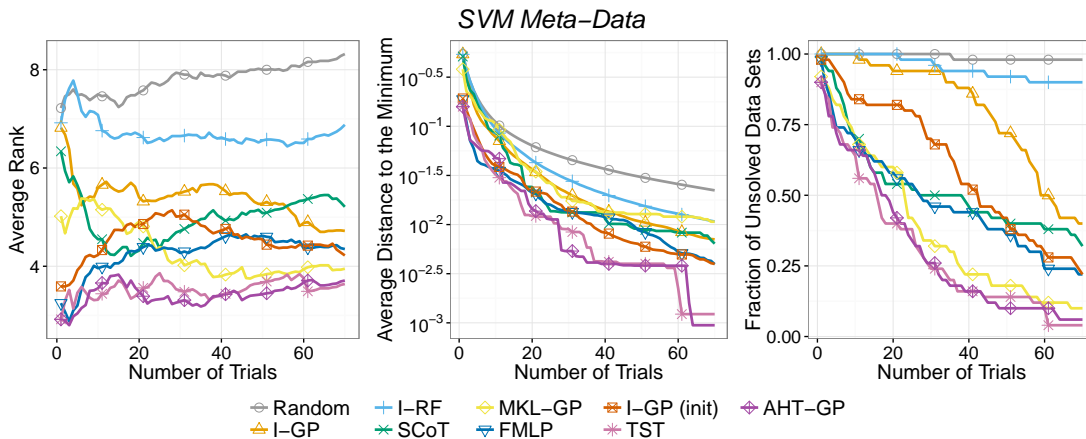 SVM Meta−Data
Average Rank
8
6
4
0
20
40
60
Number of Trials
Average Distance to the Minimum
10^−0.5
10^−1
10^−1.5
10^−2
10^−2.5
10^−3
0
20
40
60
Number of Trials
Fraction of Unsolved Data Sets
1.00
0.75
0.50
0.25
0.00
0
20
40
60
Number of Trials
Random I−RF MKL−GP I−GP (init) AHT−GP
I−GP SCoT FMLP TST